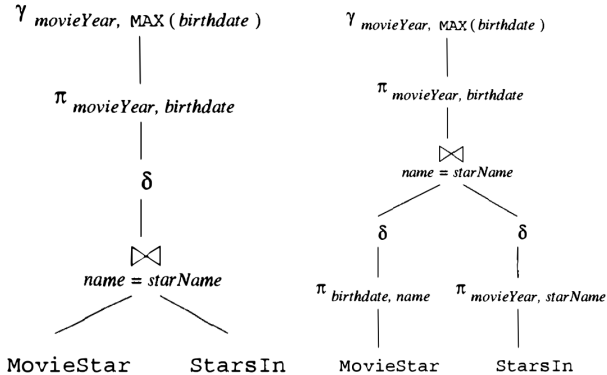 γ movieYear, MAX ( birthdate )
π movieYear, birthdate
δ
⋈
name = starName
MovieStar StarsIn
γ movieYear, MAX ( birthdate )
π movieYear, birthdate
⋈
name = starName
δ δ
π birthdate, name π movieYear, starName
MovieStar StarsIn